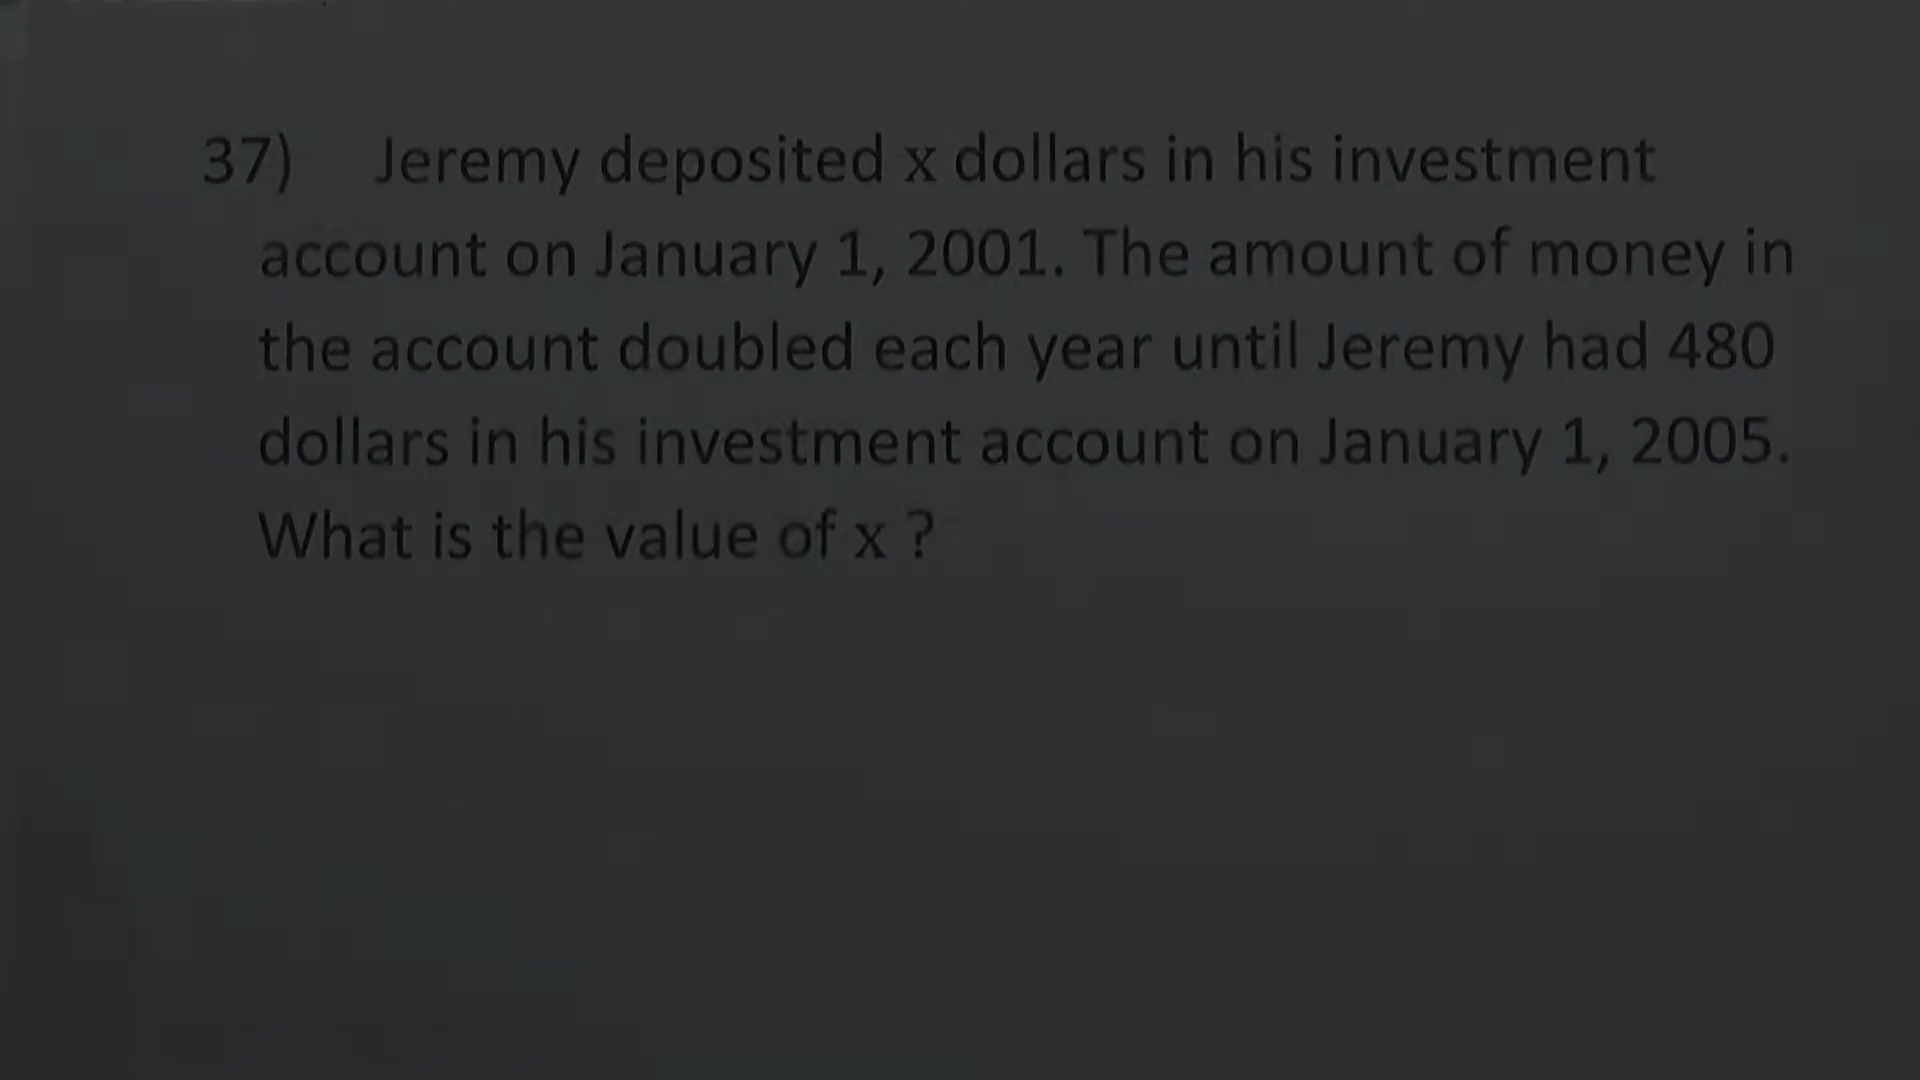 37) Jeremy deposited x dollars in his investment
account on January 1, 2001. The amount of money in
the account doubled each year until Jeremy had 480
dollars in his investment account on January 1, 2005.
What is the value of x ?